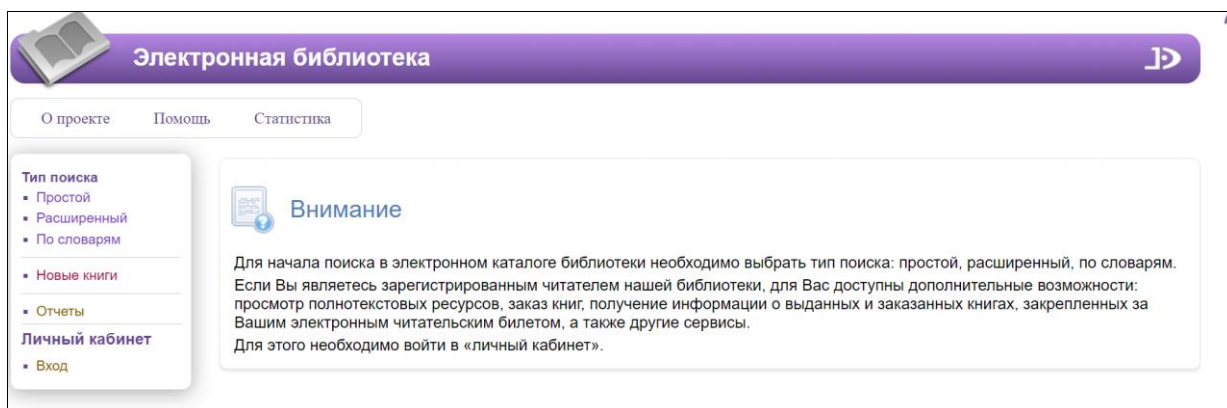 Электронная библиотека
О проекте Помощь Статистика
Тип поиска
Простой
Расширенный
По словарям
Новые книги
Отчеты
Личный кабинет
Вход
Внимание
Для начала поиска в электронном каталоге библиотеки необходимо выбрать тип поиска: простой, расширенный, по словарям.
Если Вы являетесь зарегистрированным читателем нашей библиотеки, для Вас доступны дополнительные возможности:
просмотр полнотекстовых ресурсов, заказ книг, получение информации о выданных и заказанных книгах, закрепленных за
Вашим электронным читательским билетом, а также другие сервисы.
Для этого необходимо войти в «личный кабинет».